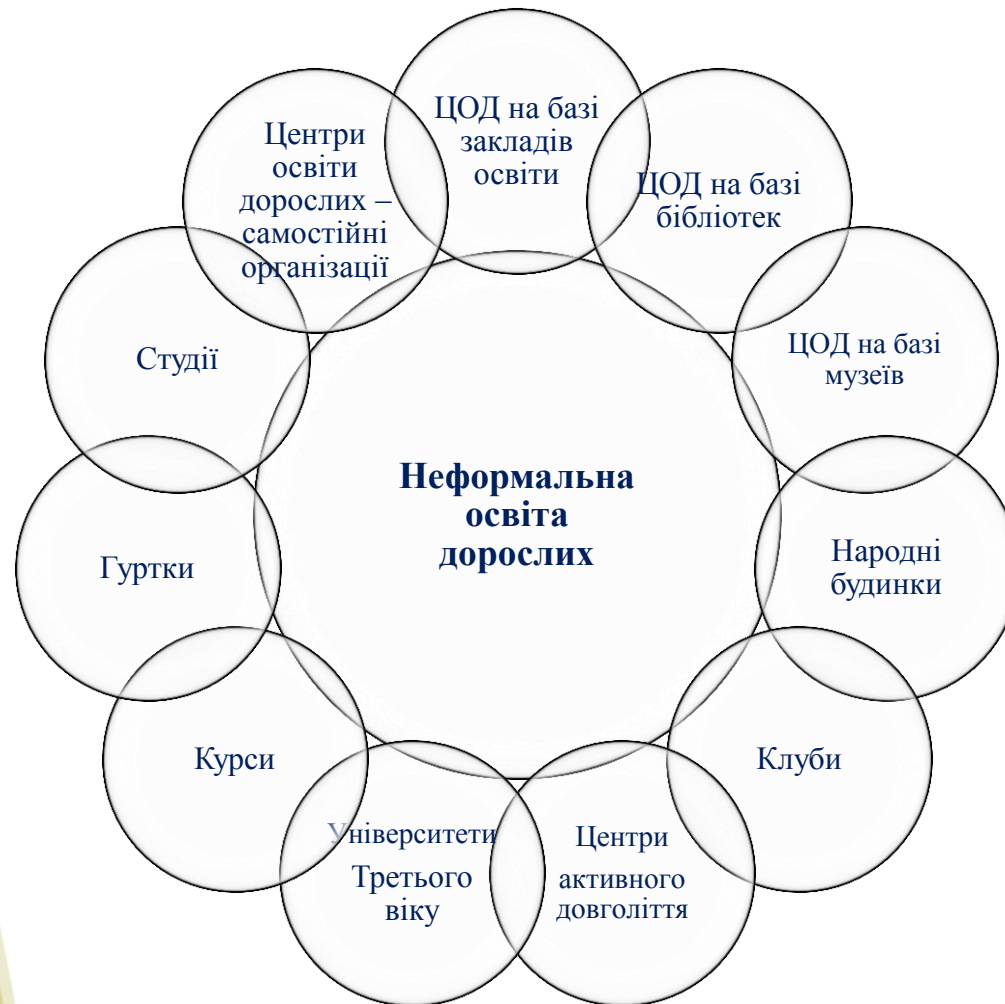 ЦОД на базі
закладів
освіти
ЦОД на базі
бібліотек
ЦОД на базі
музеїв
Народні
будинки
Клуби
Центри
активного
довголіття
Університети
Третього
віку
Курси
Гуртки
Студії
Центри
освіти
дорослих –
самостійні
організації
Неформальна
освіта
дорослих